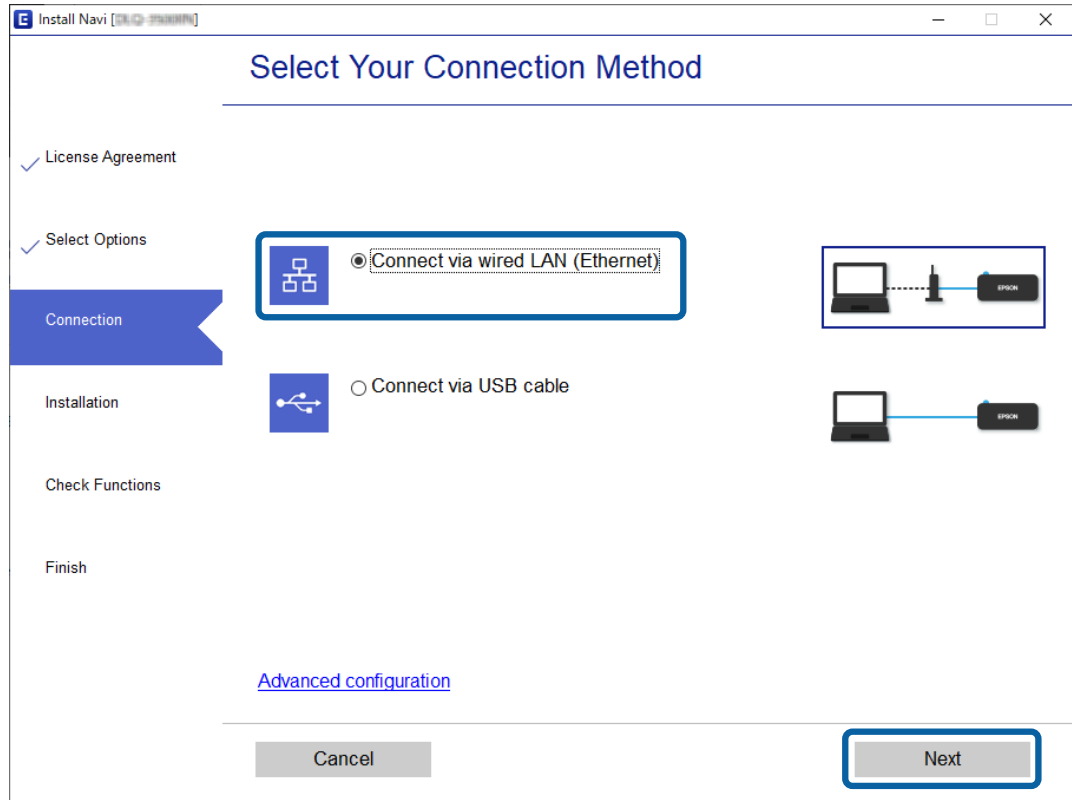 Install Navi [
Select Your Connection Method
License Agreement
Select Options
Connection
Installation
Check Functions
Finish
Connect via wired LAN (Ethernet)
EPSON
Connect via USB cable
EPSON
Advanced configuration
Cancel
Next